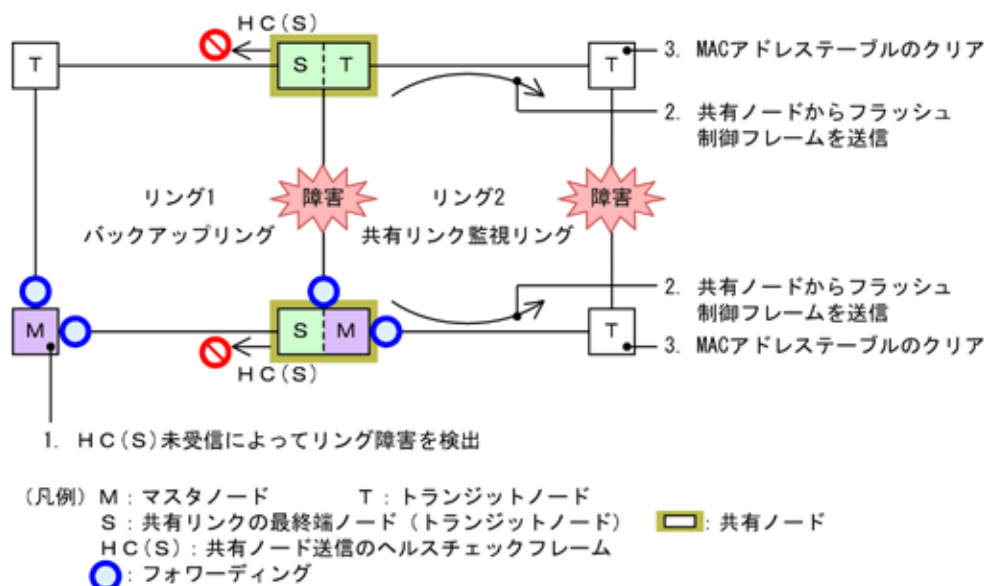 HC(S)
T
S
T
T
3. MACアドレステーブルのクリア
2. 共有ノードからフラッシュ
制御フレームを送信
リング1
バックアップリング
障害
リング2
共有リンク監視リング
障害
2. 共有ノードからフラッシュ
制御フレームを送信
M
S
M
T
3. MACアドレステーブルのクリア
HC(S)
1. HC(S)未受信によってリング障害を検出
(凡例) M:マスタノード T:トランジットノード
S:共有リンクの最終端ノード(トランジットノード) :共有ノード
HC(S):共有ノード送信のヘルスチェックフレーム
:フォワーディング